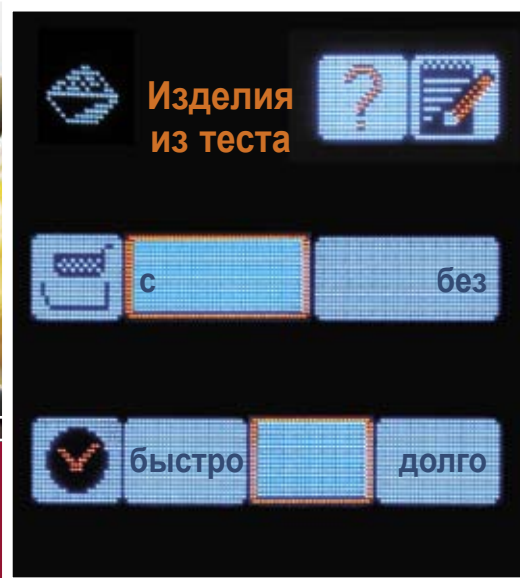 Изделия
из теста
?
с без
быстро долго